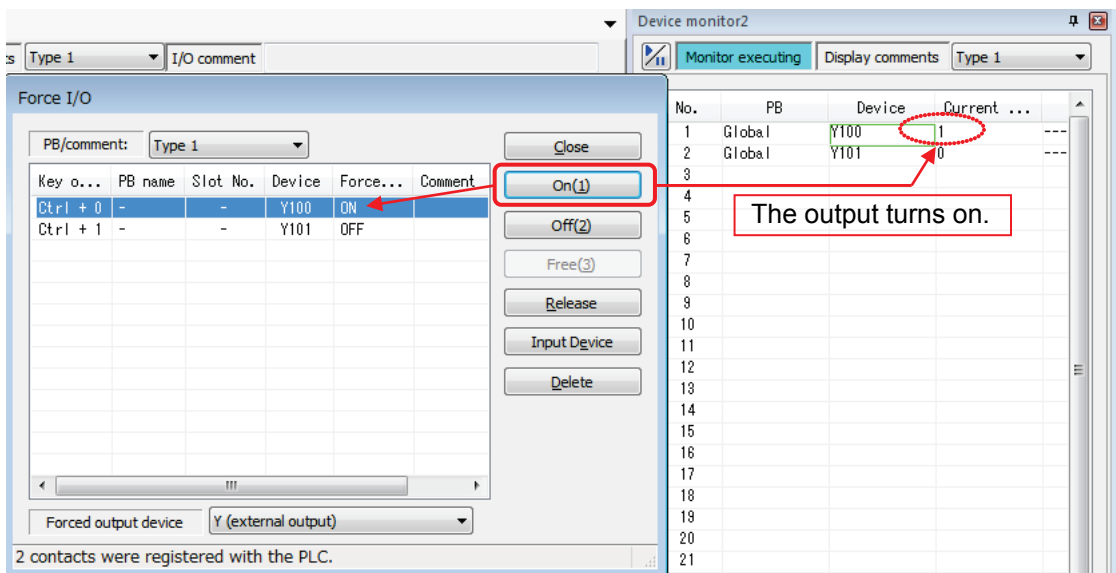 Device monitor2
s Type 1 I/O comment
Monitor executing Display comments Type 1
Force I/O
PB/comment: Type 1
Close
Key o... PB name Slot No. Device Force... Comment
On(1)
Ctrl + 0 - - Y100 ON
Ctrl + 1 - - Y101 OFF
Off(2)
Free(3)
Release
Input Device
Delete
Forced output device Y (external output)
2 contacts were registered with the PLC.
No. PB Device Current ...
1 Global Y100 1 ---
2 Global Y101 0 ---
3
4
5
The output turns on.
6
7
8
9
10
11
12
13
14
15
16
17
18
19
20
21